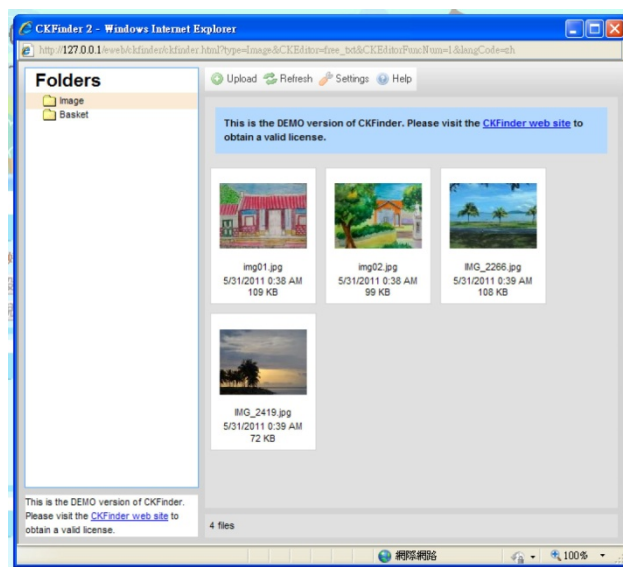 CKFinder 2 - Windows Internet Explorer
http://127.0.0.1/eweb/ckfinder/ckfinder.html?type=Image&CKEditor=free_txt&CKEditorFuncNum=1&langCode=zh
Folders
Image
Basket
Upload Refresh Settings Help
This is the DEMO version of CKFinder. Please visit the CKFinder web site to
obtain a valid license.
img01.jpg
5/31/2011 0:38 AM
109 KB
img02.jpg
5/31/2011 0:38 AM
99 KB
IMG_2266.jpg
5/31/2011 0:39 AM
108 KB
IMG_2419.jpg
5/31/2011 0:39 AM
72 KB
This is the DEMO version of CKFinder.
Please visit the CKFinder web site to
obtain a valid license.
4 files
網際網路
100%